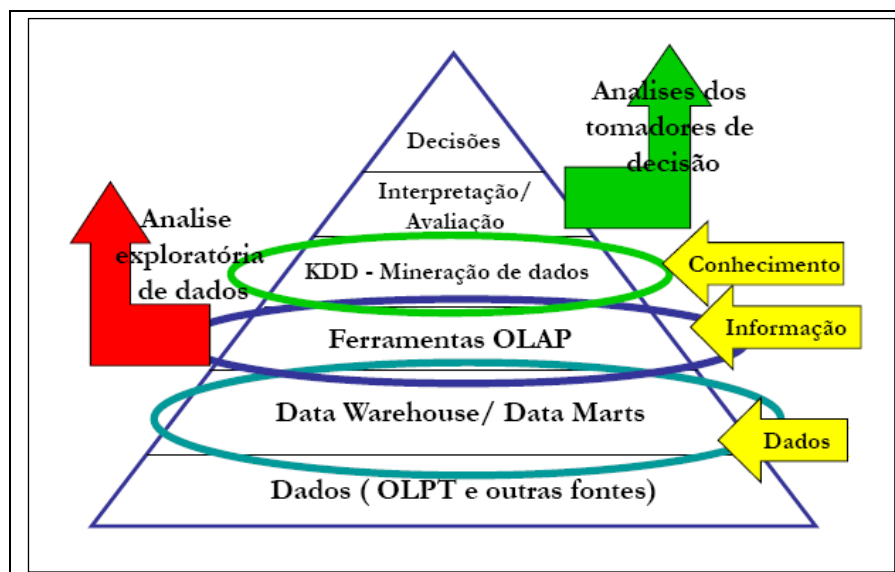 Decisões
Interpretação/
Avaliação
KDD - Mineração de dados
Ferramentas OLAP
Data Warehouse/ Data Marts
Dados ( OLPT e outras fontes)
Analise
exploratória
de dados
Analises dos
tomadores de
decisão
Conhecimento
Informação
Dados